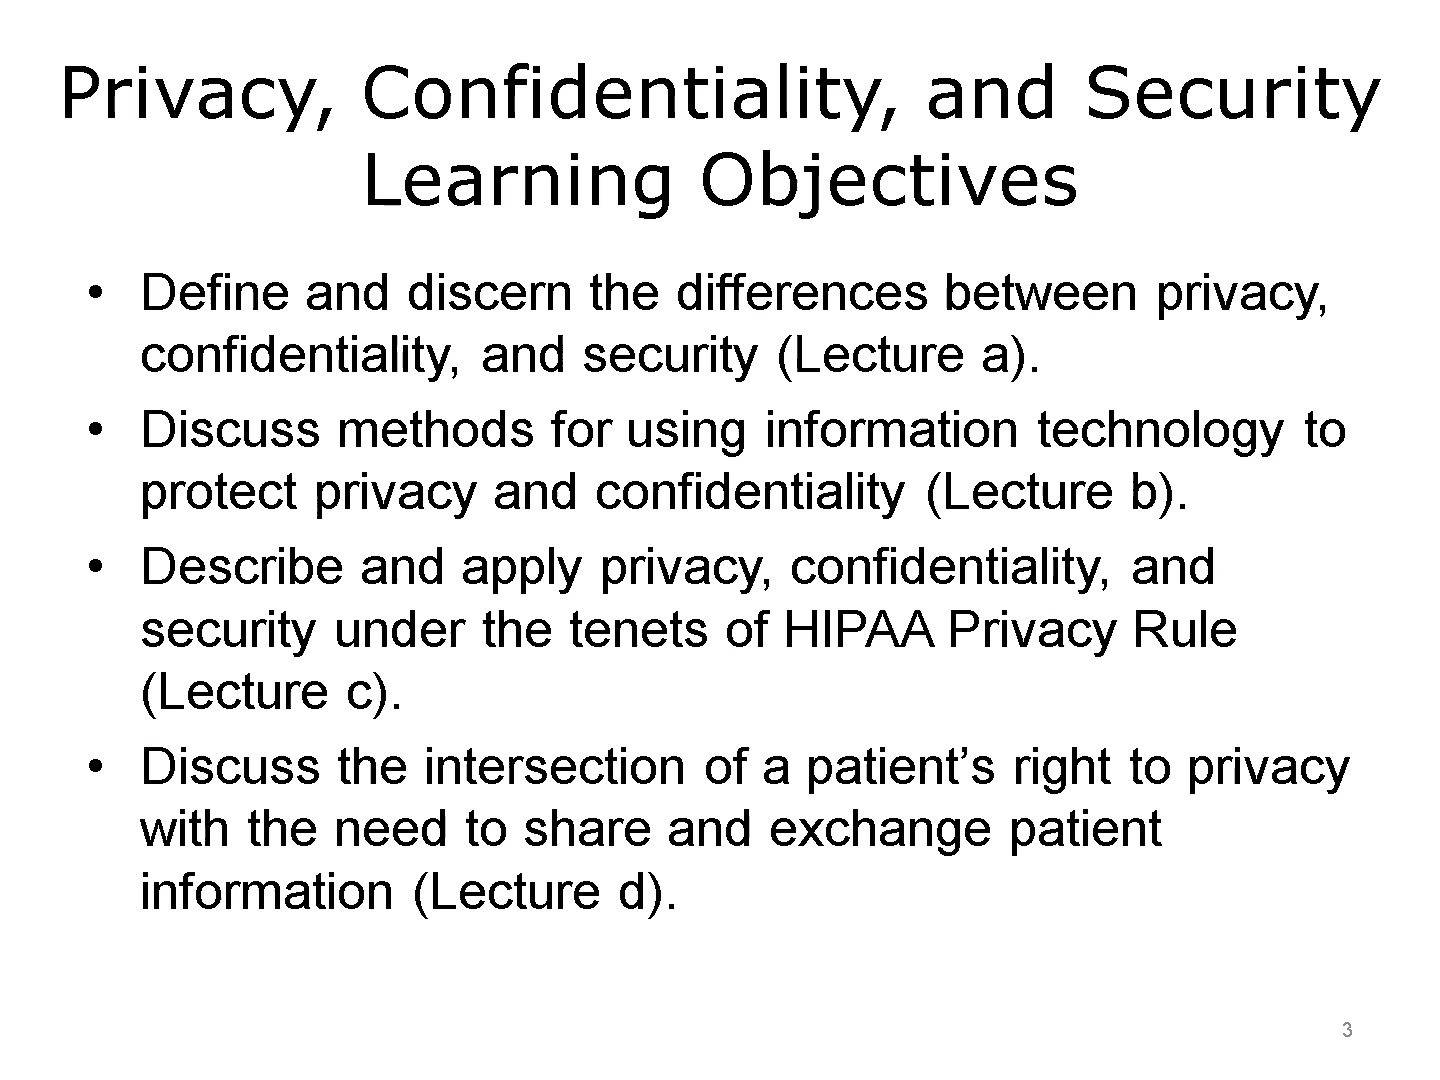 Privacy, Confidentiality, and Security
Learning Objectives
• Define and discern the differences between privacy,
confidentiality, and security (Lecture a).
• Discuss methods for using information technology to
protect privacy and confidentiality (Lecture b).
• Describe and apply privacy, confidentiality, and
security under the tenets of HIPAA Privacy Rule
(Lecture c).
• Discuss the intersection of a patient’s right to privacy
with the need to share and exchange patient
information (Lecture d).
3